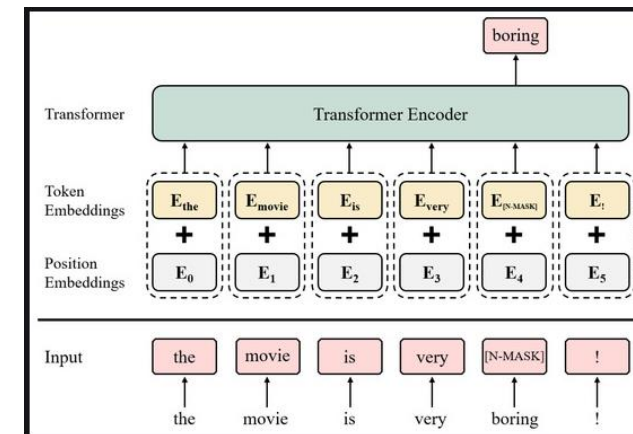 boring
Transformer Transformer Encoder
Token Embeddings E_the E_movie E_is E_very E_[N-MASK] E_!
+ + + + + +
Position Embeddings E_0 E_1 E_2 E_3 E_4 E_5
Input the movie is very [N-MASK] !
the movie is very boring !